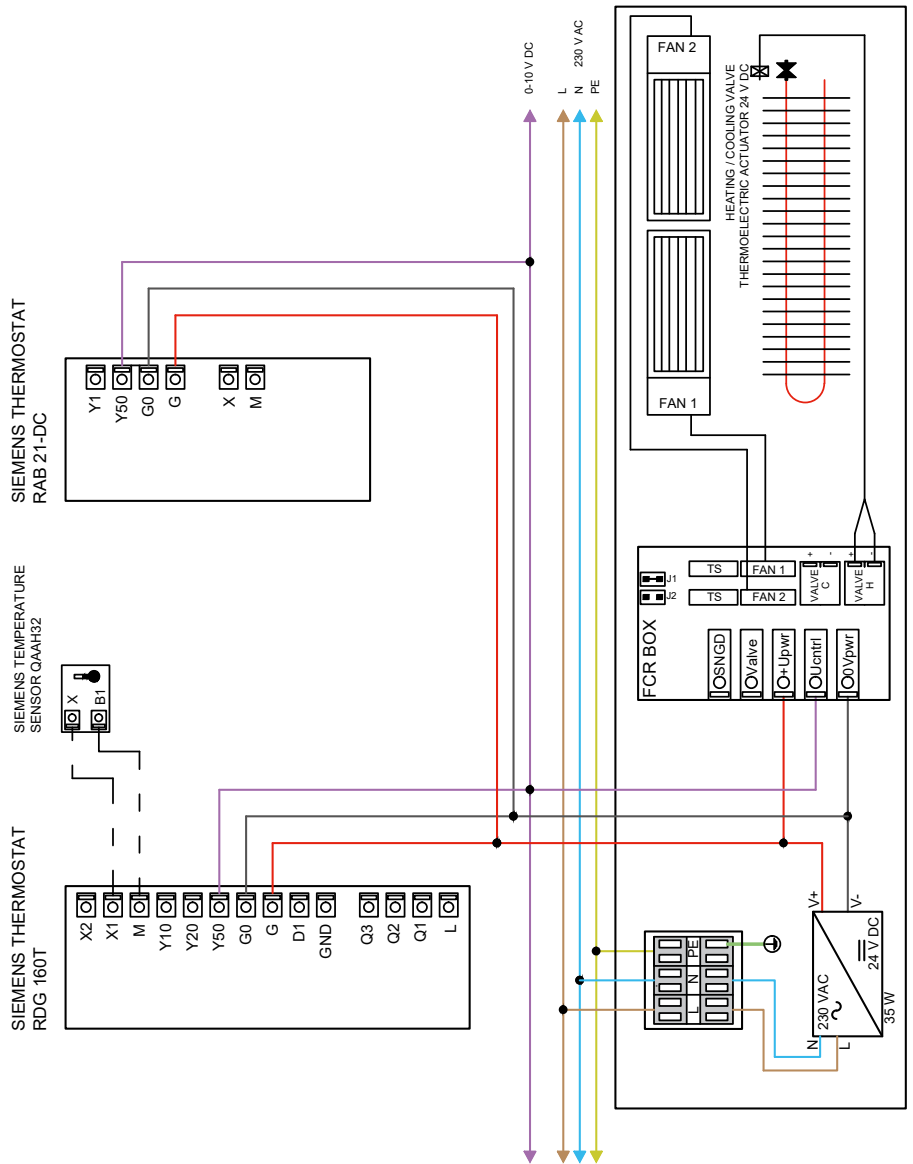 SIEMENS THERMOSTAT
RDG 160T
X2
X1
M
Y10
Y20
Y50
G0
G
D1
GND
Q3
Q2
Q1
L
SIEMENS TEMPERATURE
SENSOR QAAH32
X
B1
SIEMENS THERMOSTAT
RAB 21-DC
Y1
Y50
G0
G
X
M
0-10 V DC
L
N
230 V AC
PE
L
N
PE
N
L
230 VAC
24 V DC
35 W
V+
V-
FCR BOX
SNGD
Valve
+Upwr
Ucntrl
0Vpwr
J1
J2
TS
FAN 1
TS
FAN 2
VALVE
C
+
-
VALVE
H
+
-
FAN 1
FAN 2
HEATING / COOLING VALVE
THERMOELECTRIC ACTUATOR 24 V DC